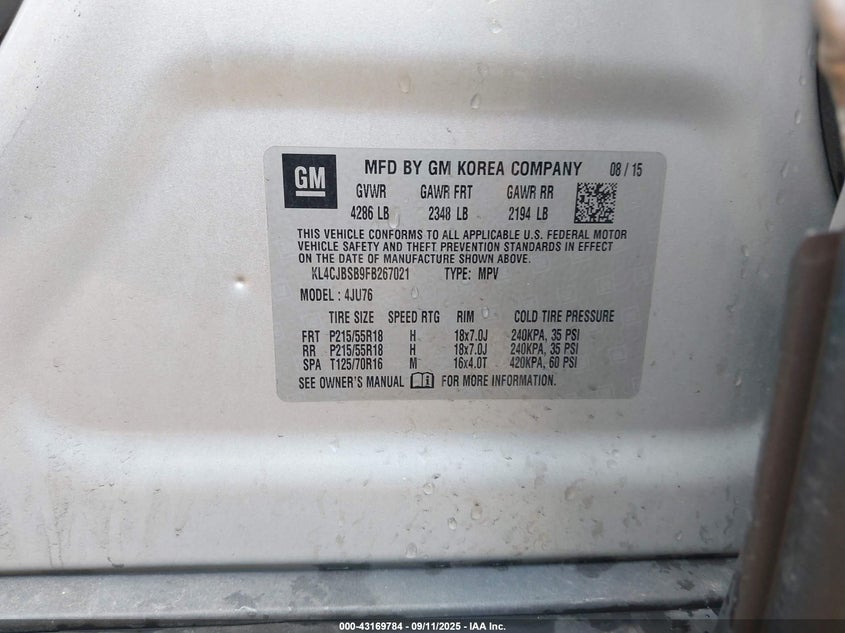 GM
MFD BY GM KOREA COMPANY 08 / 15
GVWR GAWR FRT GAWR RR
4286 LB 2348 LB 2194 LB
THIS VEHICLE CONFORMS TO ALL APPLICABLE U.S. FEDERAL MOTOR
VEHICLE SAFETY AND THEFT PREVENTION STANDARDS IN EFFECT
ON THE DATE OF MANUFACTURE SHOWN ABOVE.
KL4CJBSB9FB267021 TYPE: MPV
MODEL : 4JU76
TIRE SIZE SPEED RTG RIM COLD TIRE PRESSURE
FRT P215/55R18 H 18x7.0J 240KPA, 35 PSI
RR P215/55R18 H 18x7.0J 240KPA, 35 PSI
SPA T125/70R16 M 16x4.0T 420KPA, 60 PSI
SEE OWNER'S MANUAL FOR MORE INFORMATION.
000-43169784 - 09/11/2025 - IAA Inc.